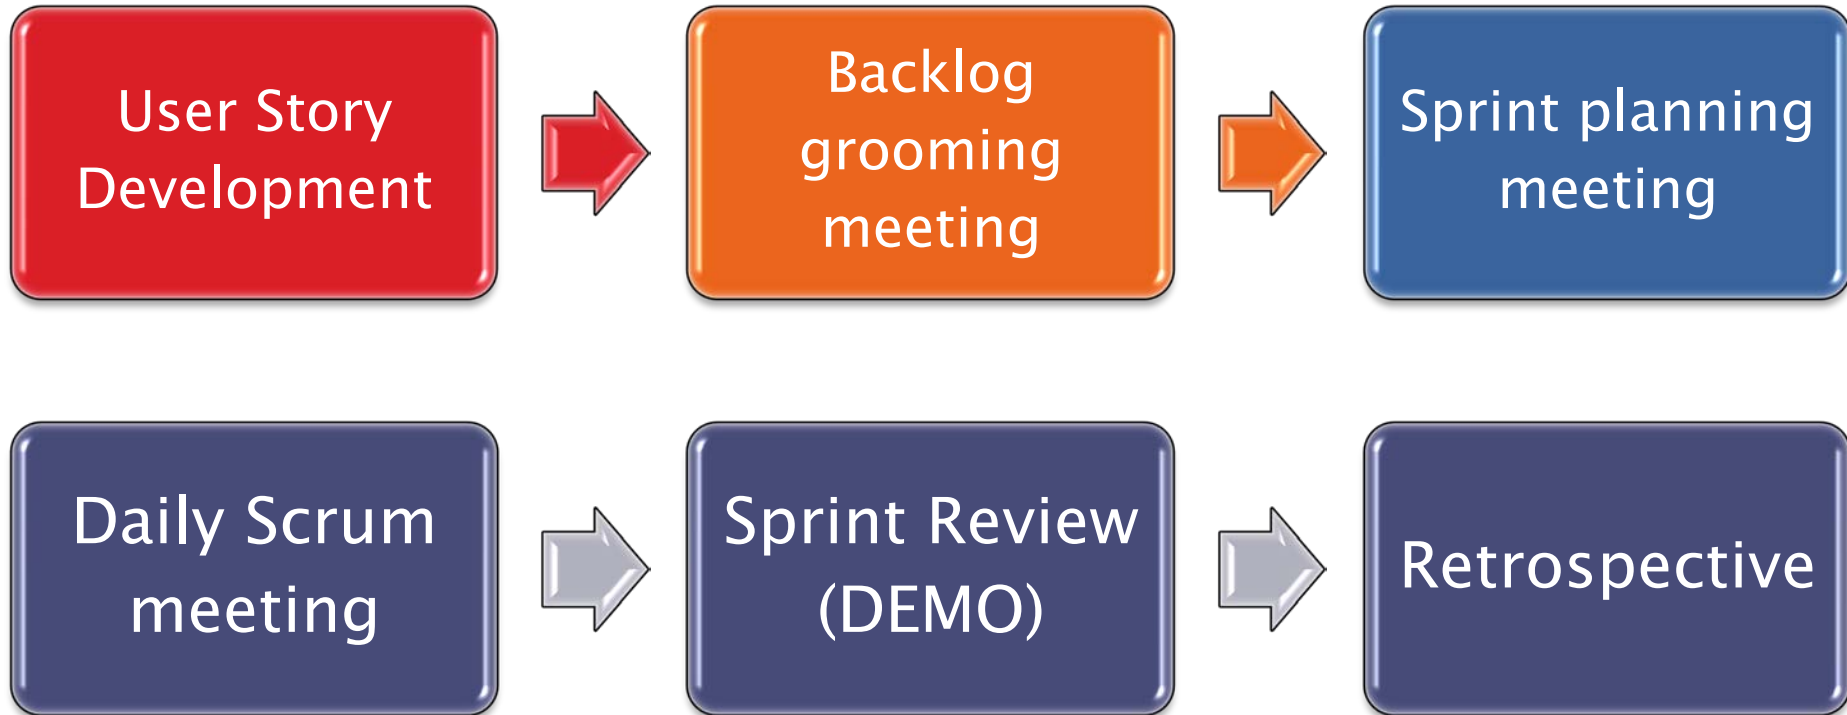 User Story
Development
Backlog
grooming
meeting
Sprint planning
meeting
Daily Scrum
meeting
Sprint Review
(DEMO)
Retrospective